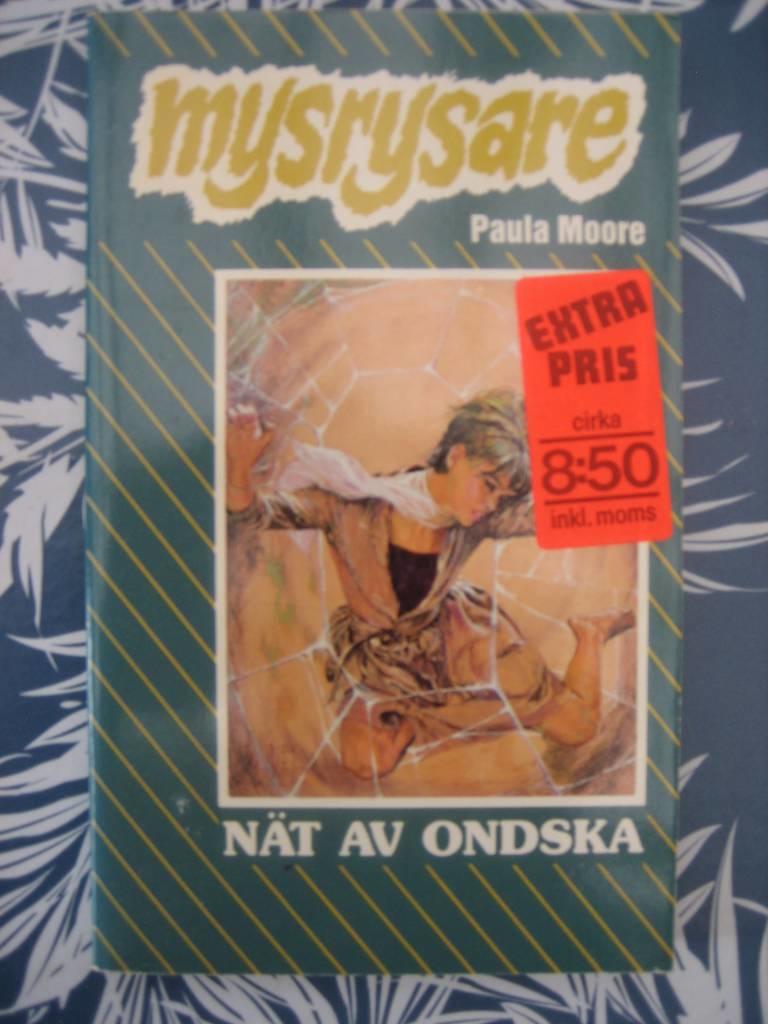 mysrysare
Paula Moore
EXTRA
PRIS
cirka
8:50
inkl. moms
NÄT AV ONDSKA